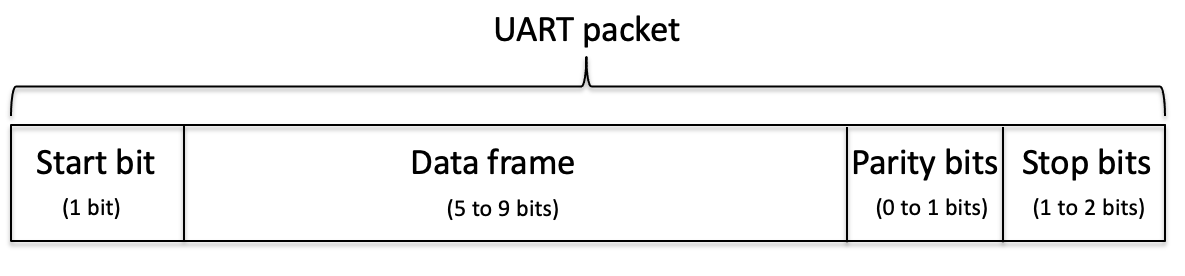 UART packet
Start bit
(1 bit)
Data frame
(5 to 9 bits)
Parity bits
(0 to 1 bits)
Stop bits
(1 to 2 bits)